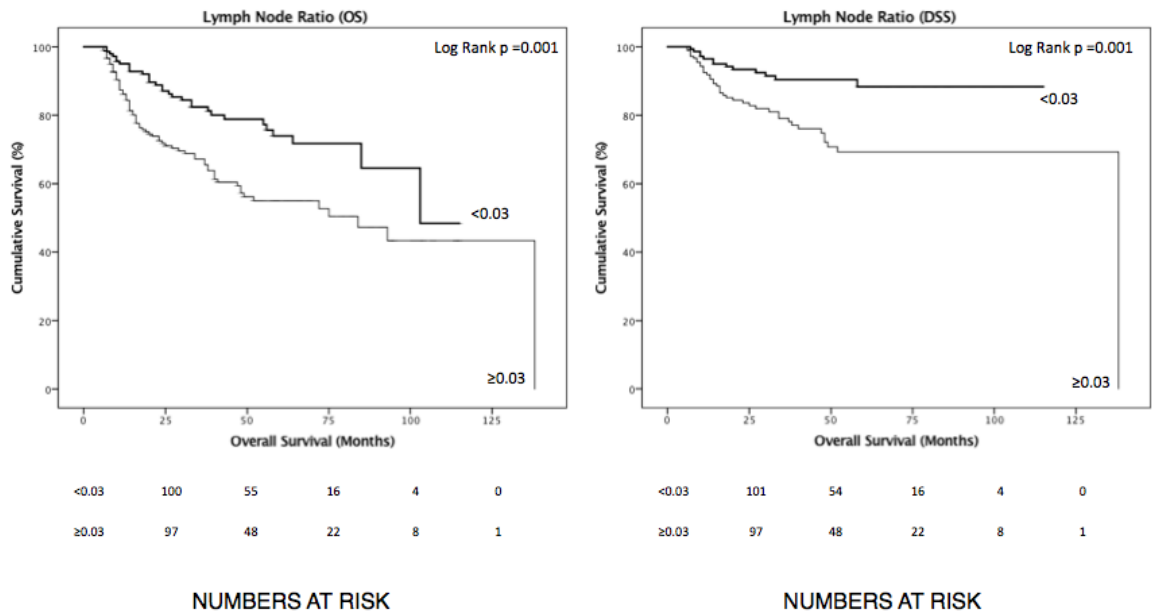 Lymph Node Ratio (OS)
Log Rank p =0.001
100
80
60
40
20
0
Cumulative Survival (%)
<0.03
≥0.03
0 25 50 75 100 125
Overall Survival (Months)
<0.03 100 55 16 4 0
≥0.03 97 48 22 8 1
NUMBERS AT RISK
Lymph Node Ratio (DSS)
Log Rank p =0.001
100
80
60
40
20
0
Cumulative Survival (%)
<0.03
≥0.03
0 25 50 75 100 125
Overall Survival (Months)
<0.03 101 54 16 4 0
≥0.03 97 48 22 8 1
NUMBERS AT RISK